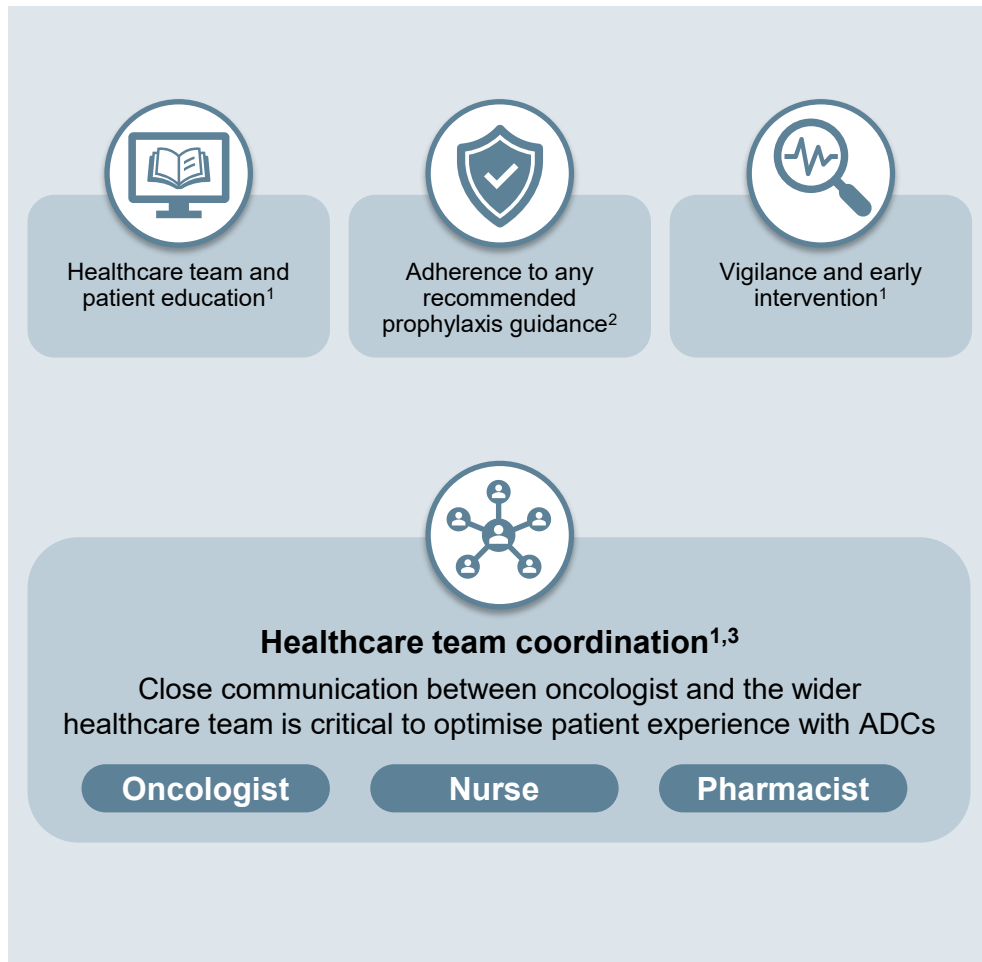 Healthcare team and
patient education¹
Adherence to any
recommended
prophylaxis guidance²
Vigilance and early
intervention¹
Healthcare team coordination¹,³
Close communication between oncologist and the wider
healthcare team is critical to optimise patient experience with ADCs
Oncologist
Nurse
Pharmacist